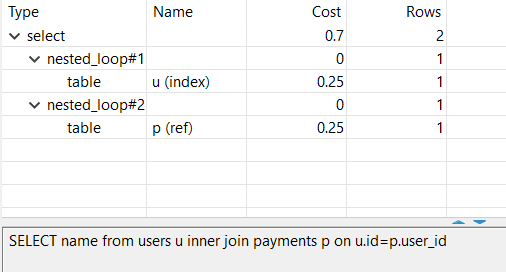 Type Name Cost Rows
select 0.7 2
nested_loop#1 0 1
table u (index) 0.25 1
nested_loop#2 0 1
table p (ref) 0.25 1
SELECT name from users u inner join payments p on u.id=p.user_id